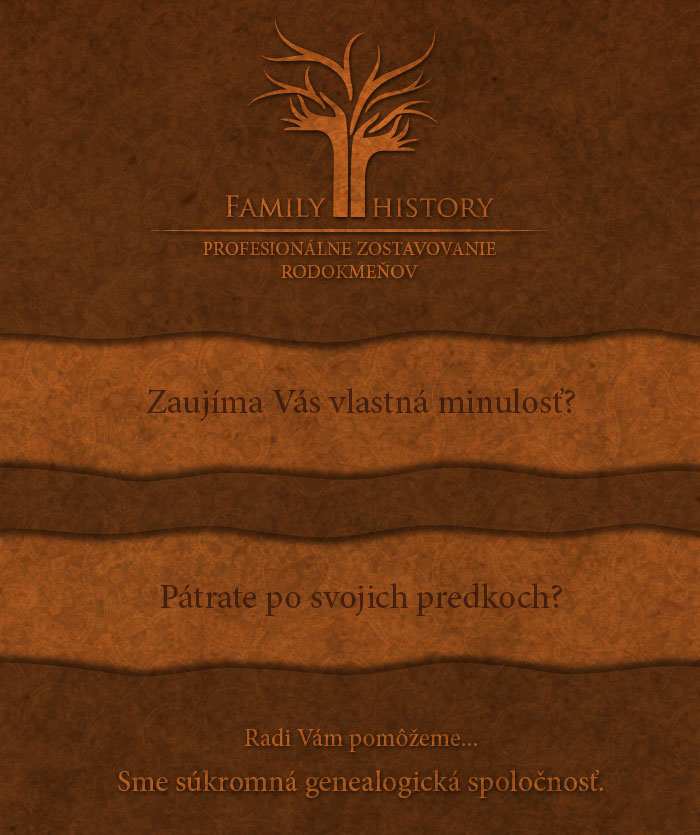 Family history
PROFESIONÁLNE ZOSTAVOVANIE
RODOKMEŇOV
Zaujíma Vás vlastná minulosť?
Pátrate po svojich predkoch?
Radi Vám pomôžeme...
Sme súkromná genealogická spoločnosť.